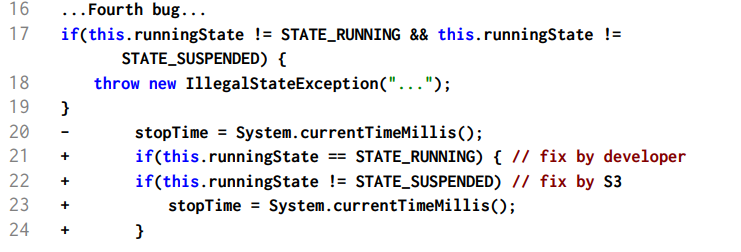 16 ...Fourth bug...
17 if(this.runningState != STATE_RUNNING && this.runningState !=
STATE_SUSPENDED) {
18 throw new IllegalStateException("...");
19 }
20 - stopTime = System.currentTimeMillis();
21 + if(this.runningState == STATE_RUNNING) { // fix by developer
22 + if(this.runningState != STATE_SUSPENDED) // fix by S3
23 + stopTime = System.currentTimeMillis();
24 + }